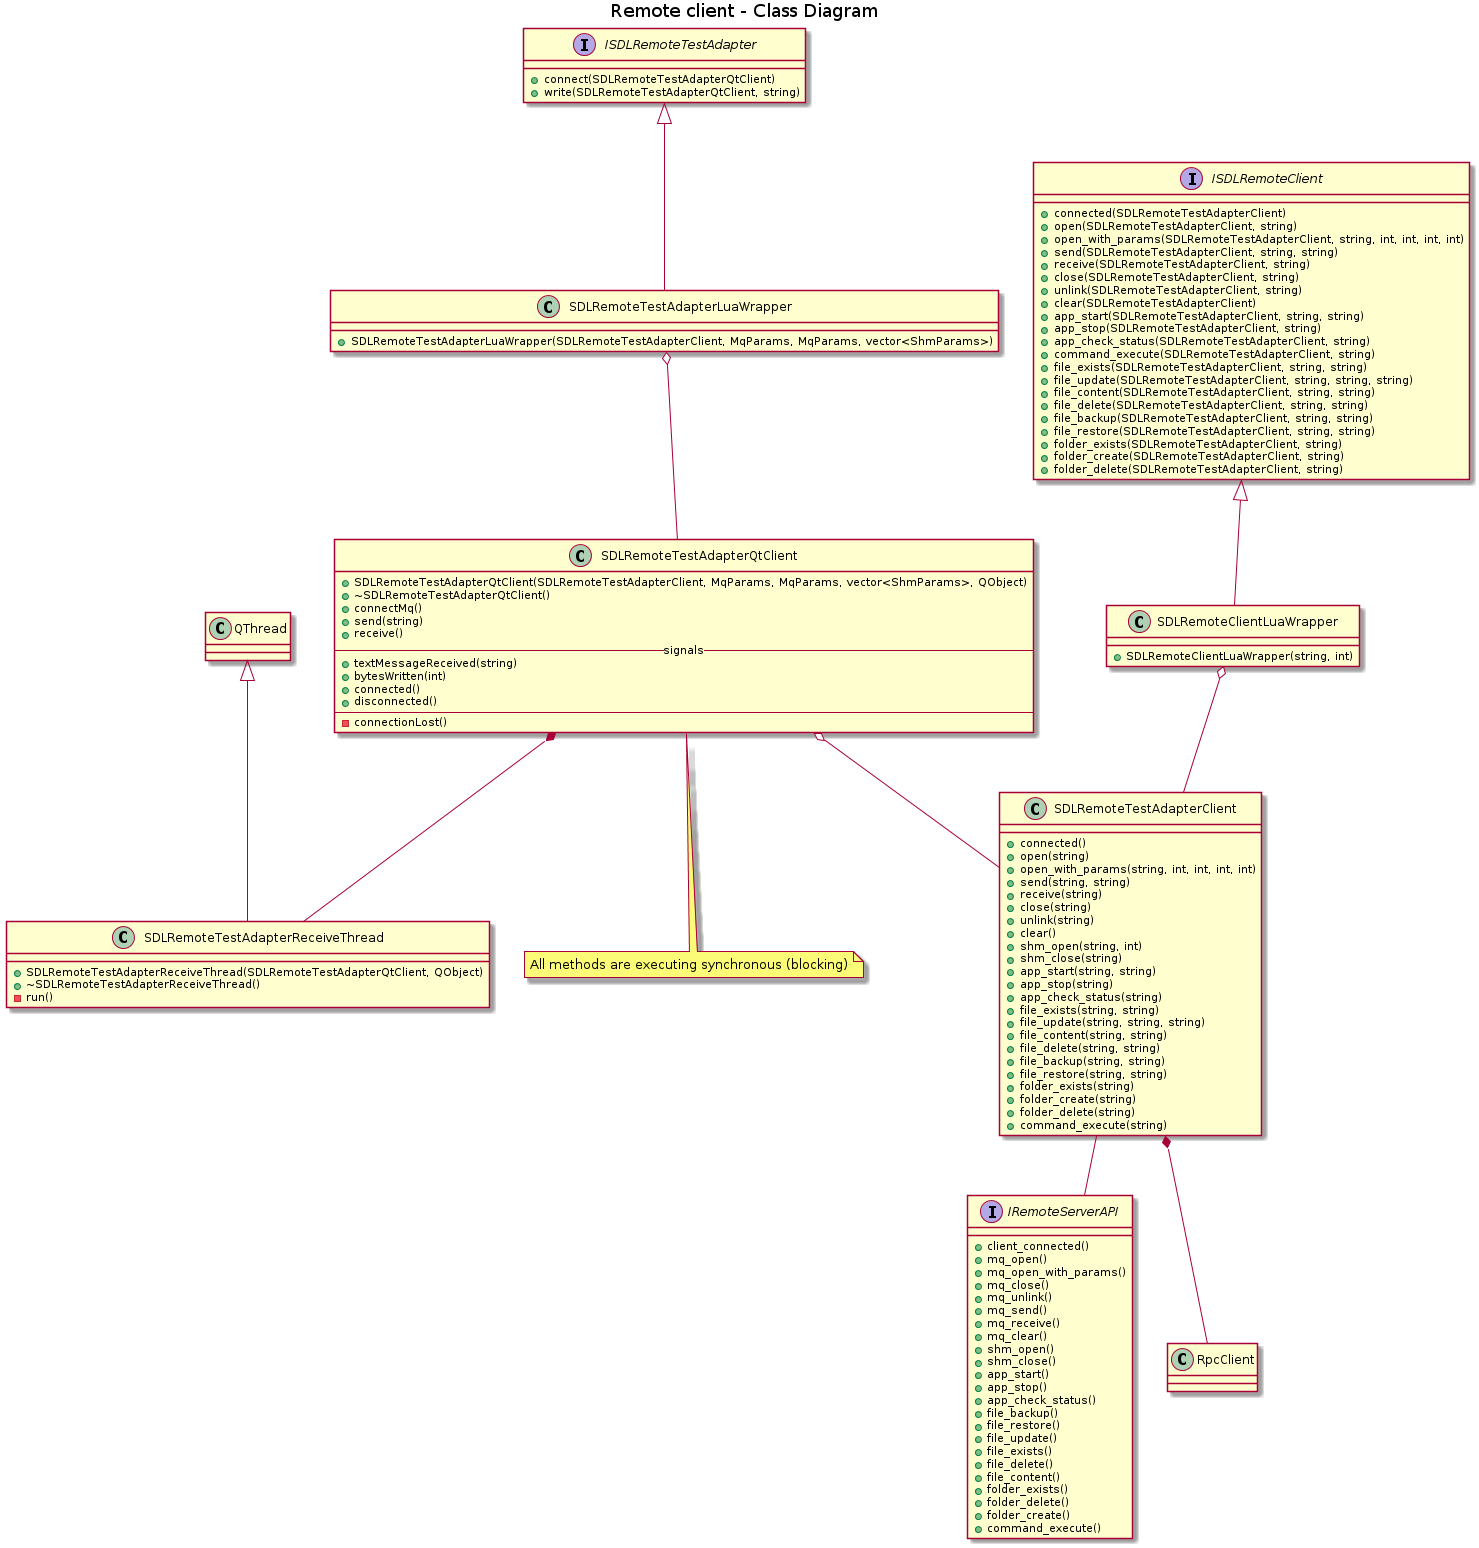 Remote client - Class Diagram
I ISDLRemoteTestAdapter
connect(SDLRemoteTestAdapterQtClient)
write(SDLRemoteTestAdapterQtClient, string)
I ISDLRemoteClient
connected(SDLRemoteTestAdapterClient)
open(SDLRemoteTestAdapterClient, string)
open_with_params(SDLRemoteTestAdapterClient, string, int, int, int, int)
send(SDLRemoteTestAdapterClient, string, string)
receive(SDLRemoteTestAdapterClient, string)
close(SDLRemoteTestAdapterClient, string)
unlink(SDLRemoteTestAdapterClient, string)
clear(SDLRemoteTestAdapterClient)
app_start(SDLRemoteTestAdapterClient, string, string)
app_stop(SDLRemoteTestAdapterClient, string)
app_check_status(SDLRemoteTestAdapterClient, string)
command_execute(SDLRemoteTestAdapterClient, string)
file_exists(SDLRemoteTestAdapterClient, string, string)
file_update(SDLRemoteTestAdapterClient, string, string, string)
file_content(SDLRemoteTestAdapterClient, string, string)
file_delete(SDLRemoteTestAdapterClient, string, string)
file_backup(SDLRemoteTestAdapterClient, string, string)
file_restore(SDLRemoteTestAdapterClient, string, string)
folder_exists(SDLRemoteTestAdapterClient, string)
folder_create(SDLRemoteTestAdapterClient, string)
folder_delete(SDLRemoteTestAdapterClient, string)
C SDLRemoteTestAdapterLuaWrapper
SDLRemoteTestAdapterLuaWrapper(SDLRemoteTestAdapterClient, MqParams, MqParams, vector<ShmParams>)
C SDLRemoteTestAdapterQtClient
SDLRemoteTestAdapterQtClient(SDLRemoteTestAdapterClient, MqParams, MqParams, vector<ShmParams>, QObject)
~SDLRemoteTestAdapterQtClient()
connectMq()
send(string)
receive()
signals
textMessageReceived(string)
bytesWritten(int)
connected()
disconnected()
connectionLost()
C QThread
C SDLRemoteClientLuaWrapper
SDLRemoteClientLuaWrapper(string, int)
C SDLRemoteTestAdapterClient
connected()
open(string)
open_with_params(string, int, int, int, int)
send(string, string)
receive(string)
close(string)
unlink(string)
clear()
shm_open(string, int)
shm_close(string)
app_start(string, string)
app_stop(string)
app_check_status(string)
file_exists(string, string)
file_update(string, string, string)
file_content(string, string)
file_delete(string, string)
file_backup(string, string)
file_restore(string, string)
folder_exists(string)
folder_create(string)
folder_delete(string)
command_execute(string)
C SDLRemoteTestAdapterReceiveThread
SDLRemoteTestAdapterReceiveThread(SDLRemoteTestAdapterQtClient, QObject)
~SDLRemoteTestAdapterReceiveThread()
run()
All methods are executing synchronous (blocking)
I IRemoteServerAPI
client_connected()
mq_open()
mq_open_with_params()
mq_close()
mq_unlink()
mq_send()
mq_receive()
mq_clear()
shm_open()
shm_close()
app_start()
app_stop()
app_check_status()
file_backup()
file_restore()
file_update()
file_exists()
file_delete()
file_content()
folder_exists()
folder_delete()
folder_create()
command_execute()
C RpcClient